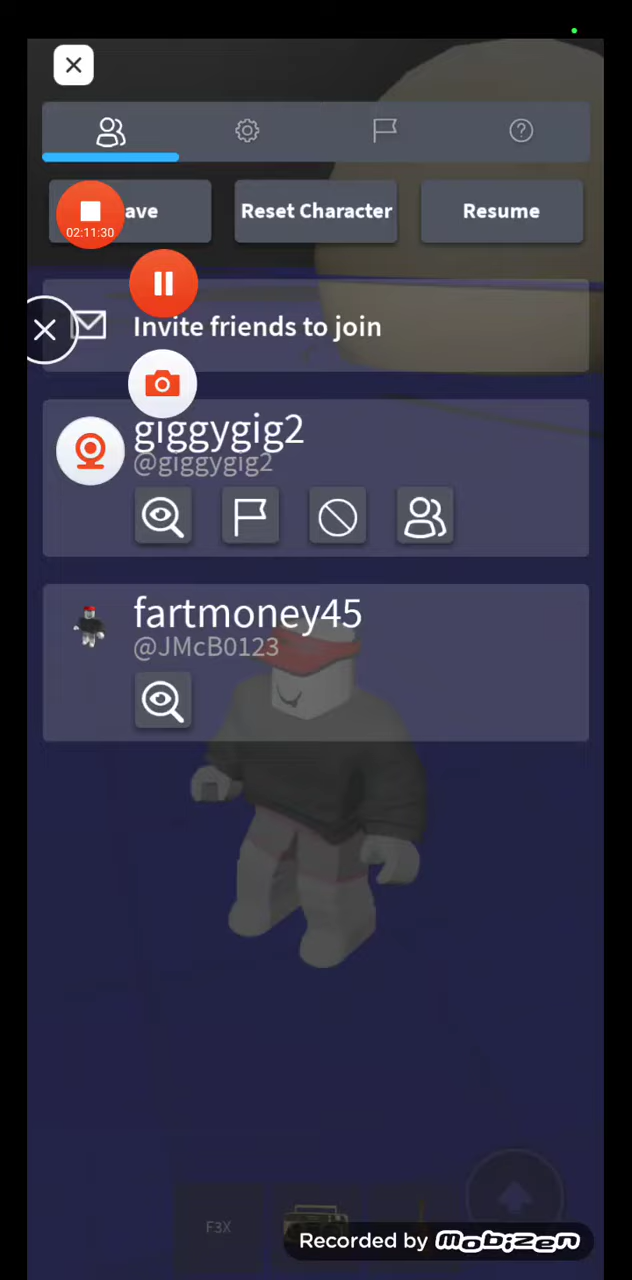 ave
Reset Character
Resume
02:11:30
Invite friends to join
giggygig2
@giggygig2
fartmoney45
@JMcB0123
F3X
Recorded by mobizen